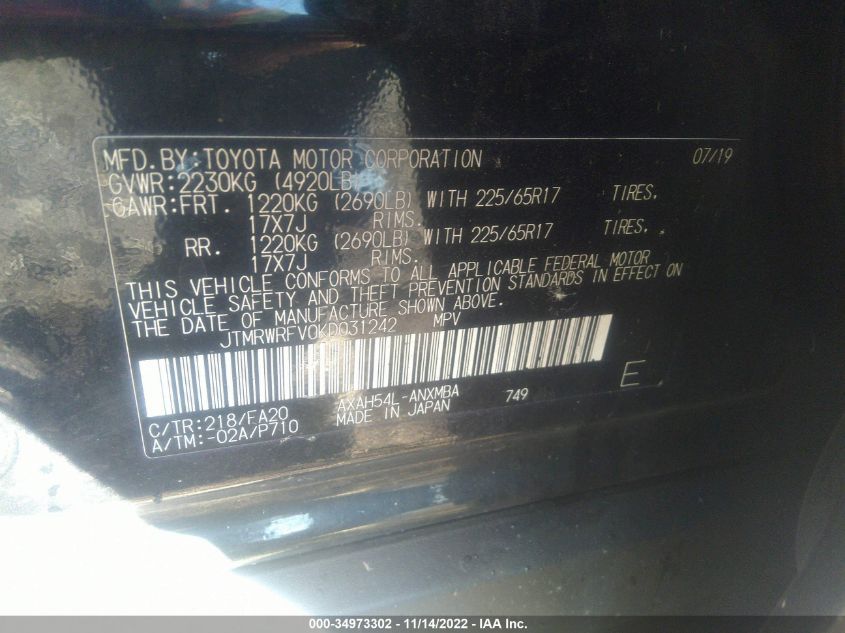 MFD.BY:TOYOTA MOTOR CORPORATION 07/19
GVWR:2230KG (4920LB)
GAWR:FRT. 1220KG (2690LB) WITH 225/65R17 TIRES.
17X7J RIMS.
RR. 1220KG (2690LB) WITH 225/65R17 TIRES.
17X7J RIMS.
THIS VEHICLE CONFORMS TO ALL APPLICABLE FEDERAL MOTOR
VEHICLE SAFETY AND THEFT PREVENTION STANDARDS IN EFFECT ON
THE DATE OF MANUFACTURE SHOWN ABOVE.
JTMRWRFV0KD031242 MPV
C/TR:218/FA20 AXAH54L-ANXMBA 749 E
A/TM:-02A/P710 MADE IN JAPAN
000-34973302 - 11/14/2022 - IAA Inc.